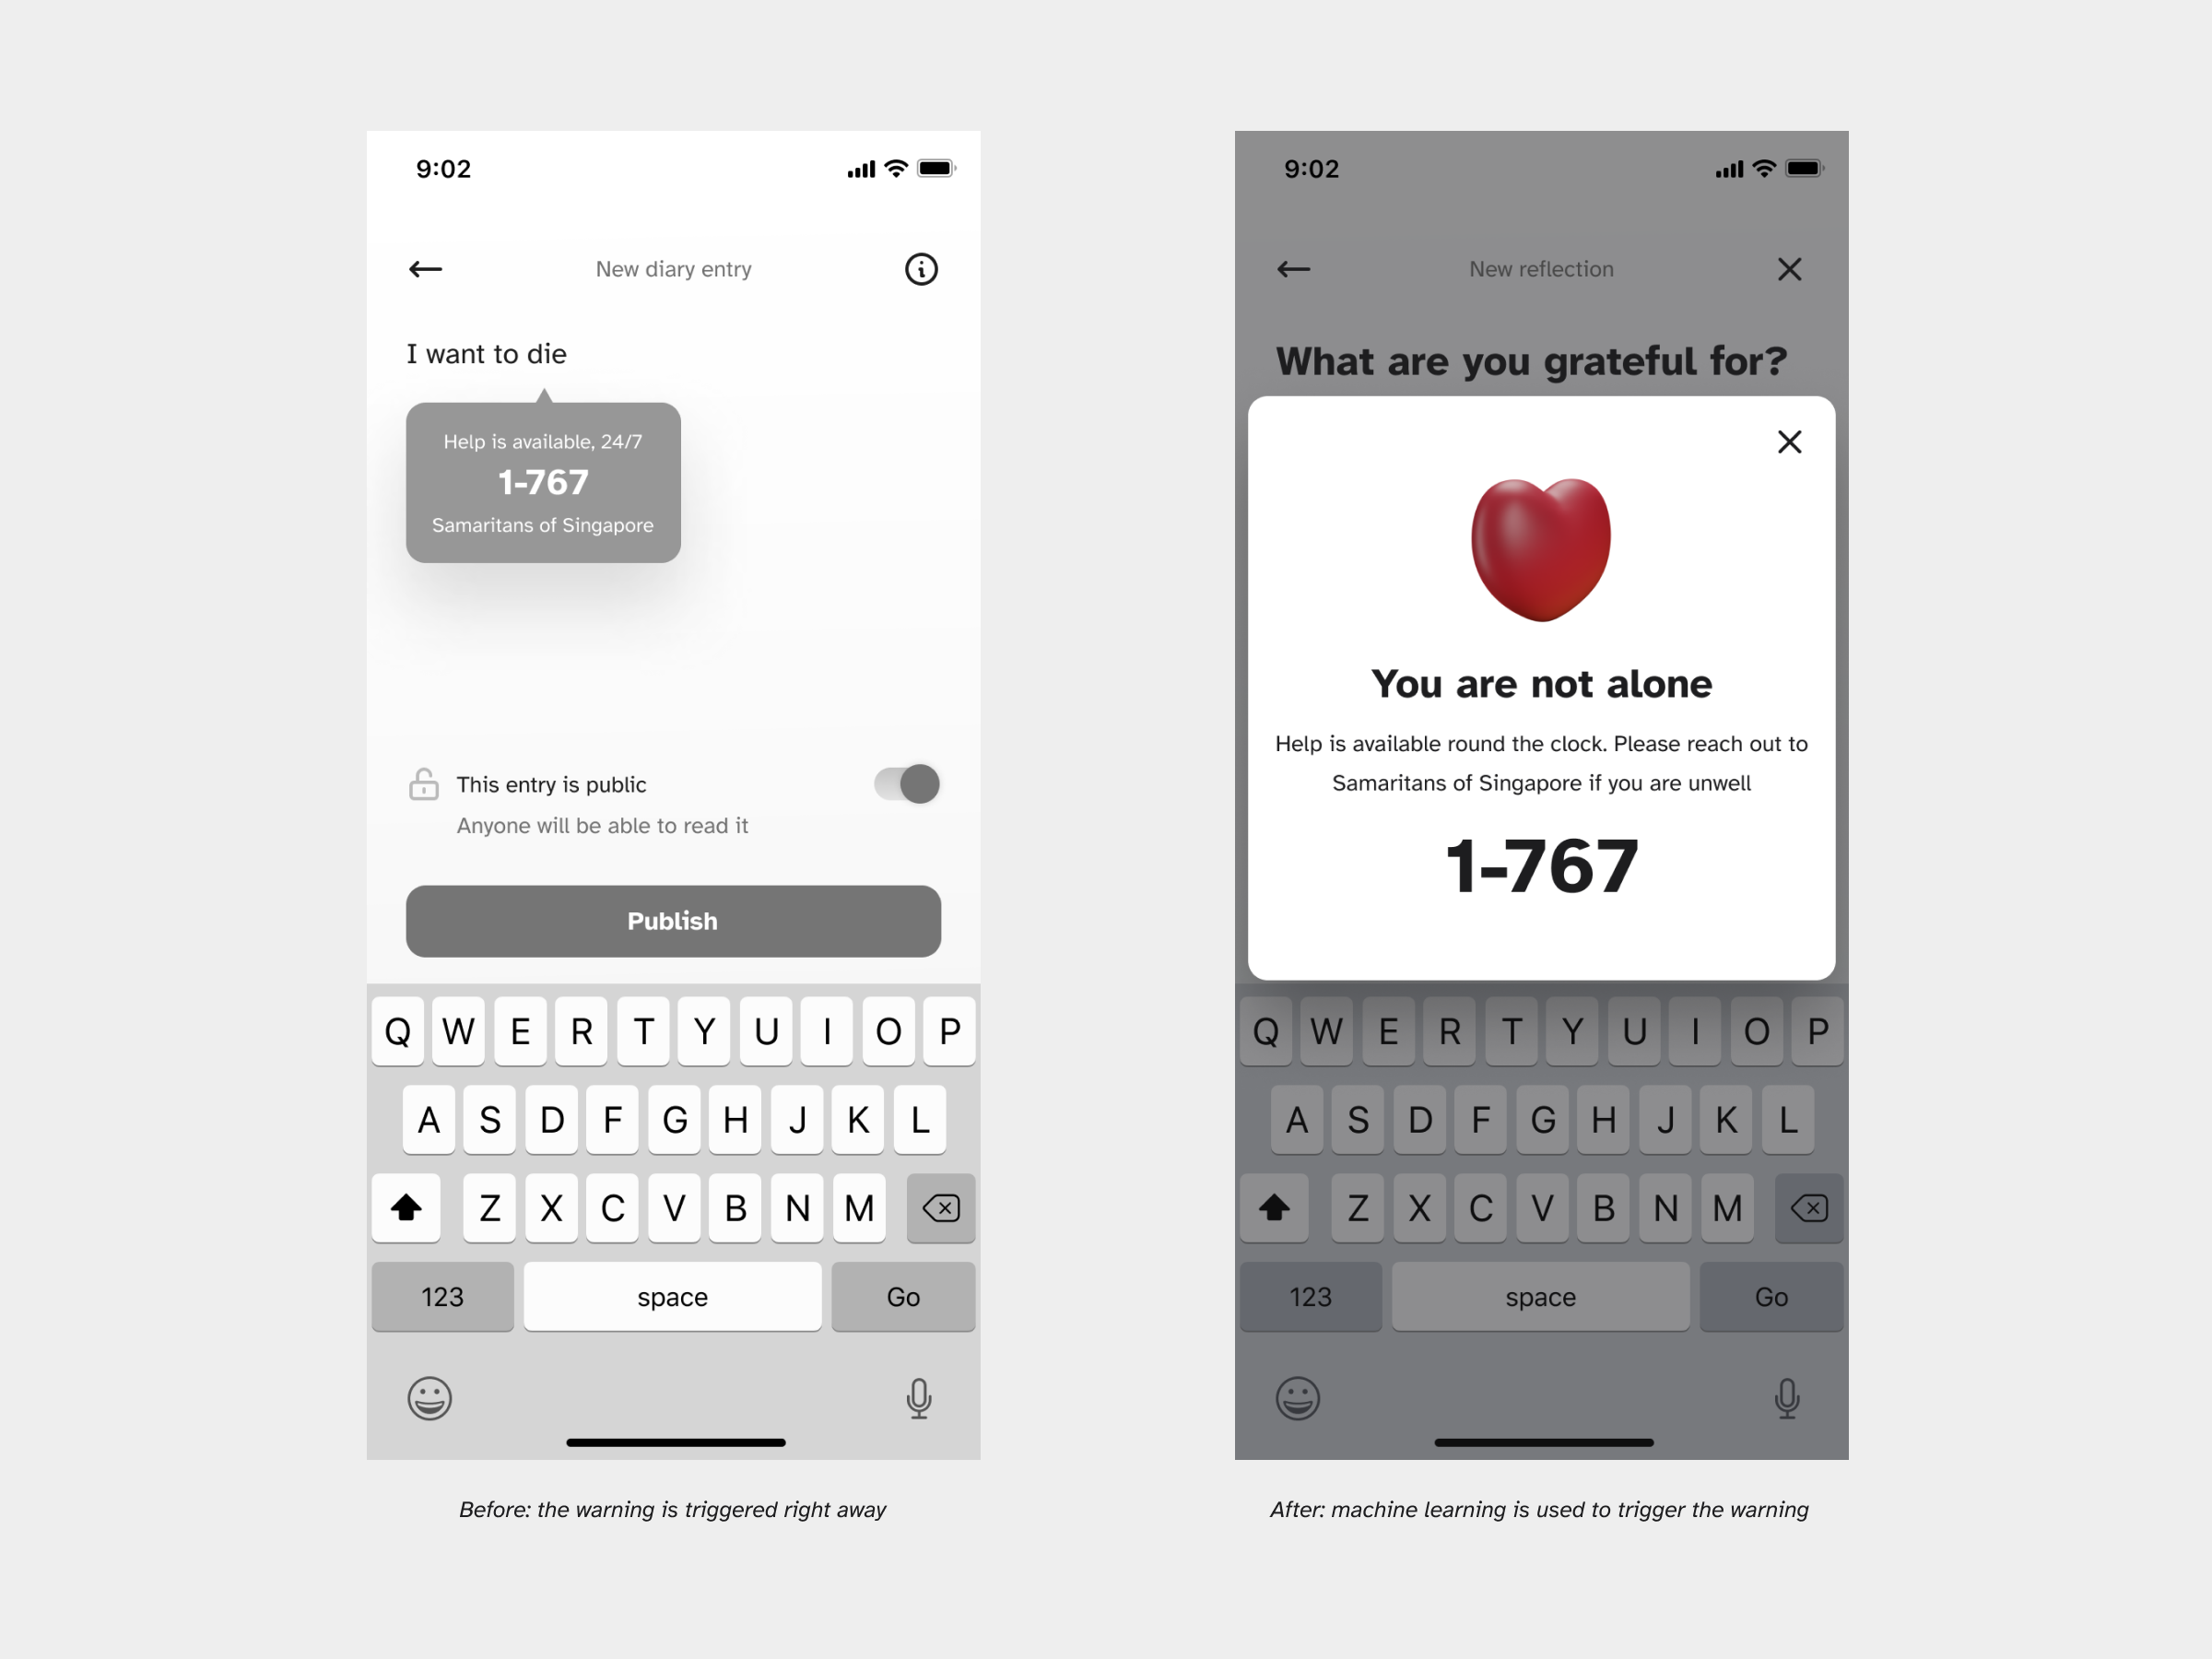 9:02
New diary entry
I want to die
Help is available, 24/7
1-767
Samaritans of Singapore
This entry is public
Anyone will be able to read it
Publish
Q W E R T Y U I O P
A S D F G H J K L
Z X C V B N M
123 space Go
Before: the warning is triggered right away
9:02
New reflection
What are you grateful for?
You are not alone
Help is available round the clock. Please reach out to
Samaritans of Singapore if you are unwell
1-767
Q W E R T Y U I O P
A S D F G H J K L
Z X C V B N M
123 space Go
After: machine learning is used to trigger the warning